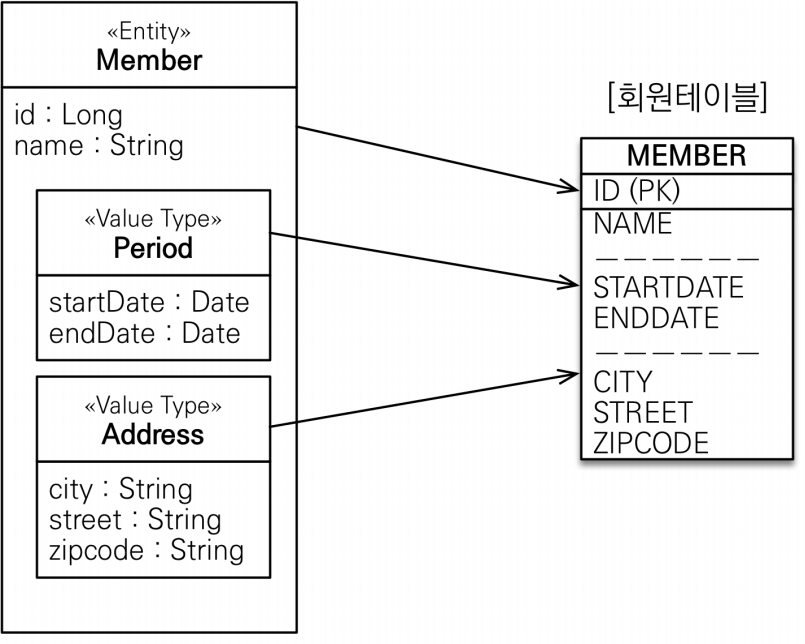 «Entity»
Member
id : Long
name : String
«Value Type»
Period
startDate : Date
endDate : Date
«Value Type»
Address
city : String
street : String
zipcode : String
[회원테이블]
MEMBER
ID (PK)
NAME
STARTDATE
ENDDATE
CITY
STREET
ZIPCODE